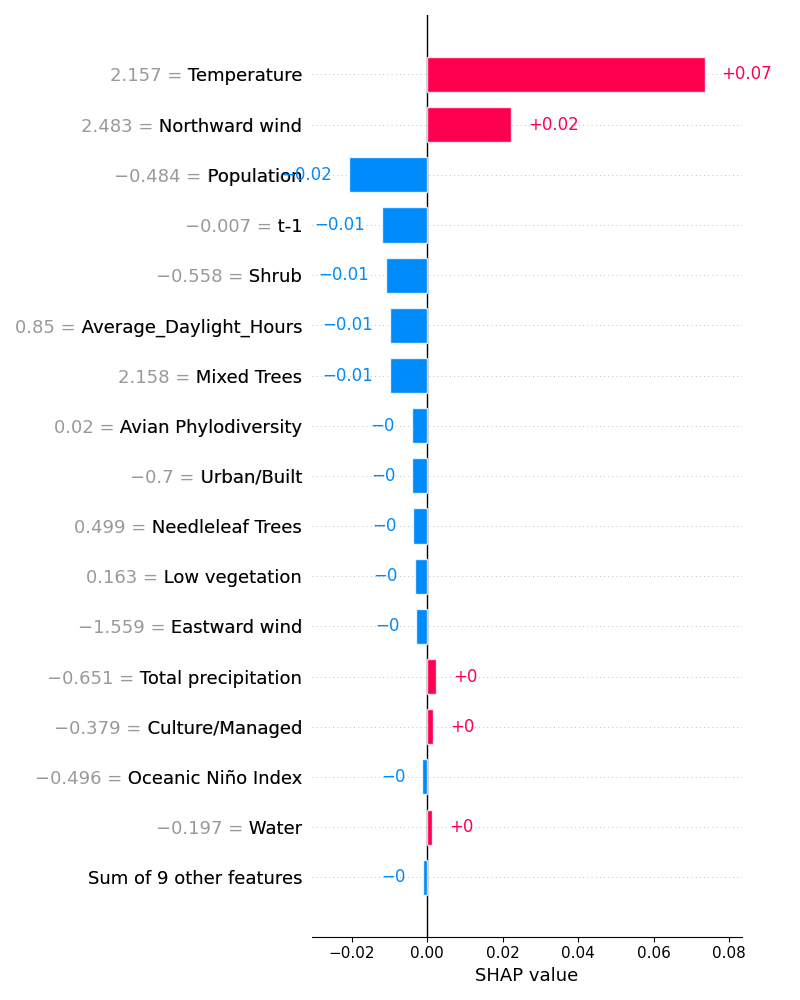 2.157 = Temperature +0.07
2.483 = Northward wind +0.02
−0.484 = Population −0.02
−0.007 = t-1 −0.01
−0.558 = Shrub −0.01
0.85 = Average_Daylight_Hours −0.01
2.158 = Mixed Trees −0.01
0.02 = Avian Phylodiversity −0
−0.7 = Urban/Built −0
0.499 = Needleleaf Trees −0
0.163 = Low vegetation −0
−1.559 = Eastward wind −0
−0.651 = Total precipitation +0
−0.379 = Culture/Managed +0
−0.496 = Oceanic Niño Index −0
−0.197 = Water +0
Sum of 9 other features −0
−0.02 0.00 0.02 0.04 0.06 0.08
SHAP value